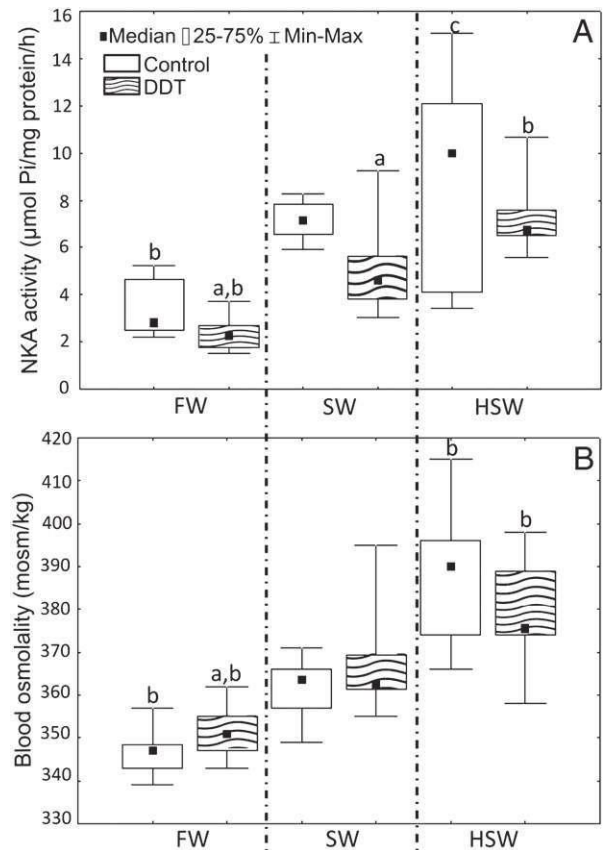 ■ Median ▯ 25-75% ⌶ Min-Max
Control
DDT
A
NKA activity (µmol Pi/mg protein/h)
16
14
12
10
8
6
4
2
0
b
a,b
a
c
b
FW SW HSW
B
Blood osmolality (mosm/kg)
420
410
400
390
380
370
360
350
340
330
b
a,b
b
b
FW SW HSW